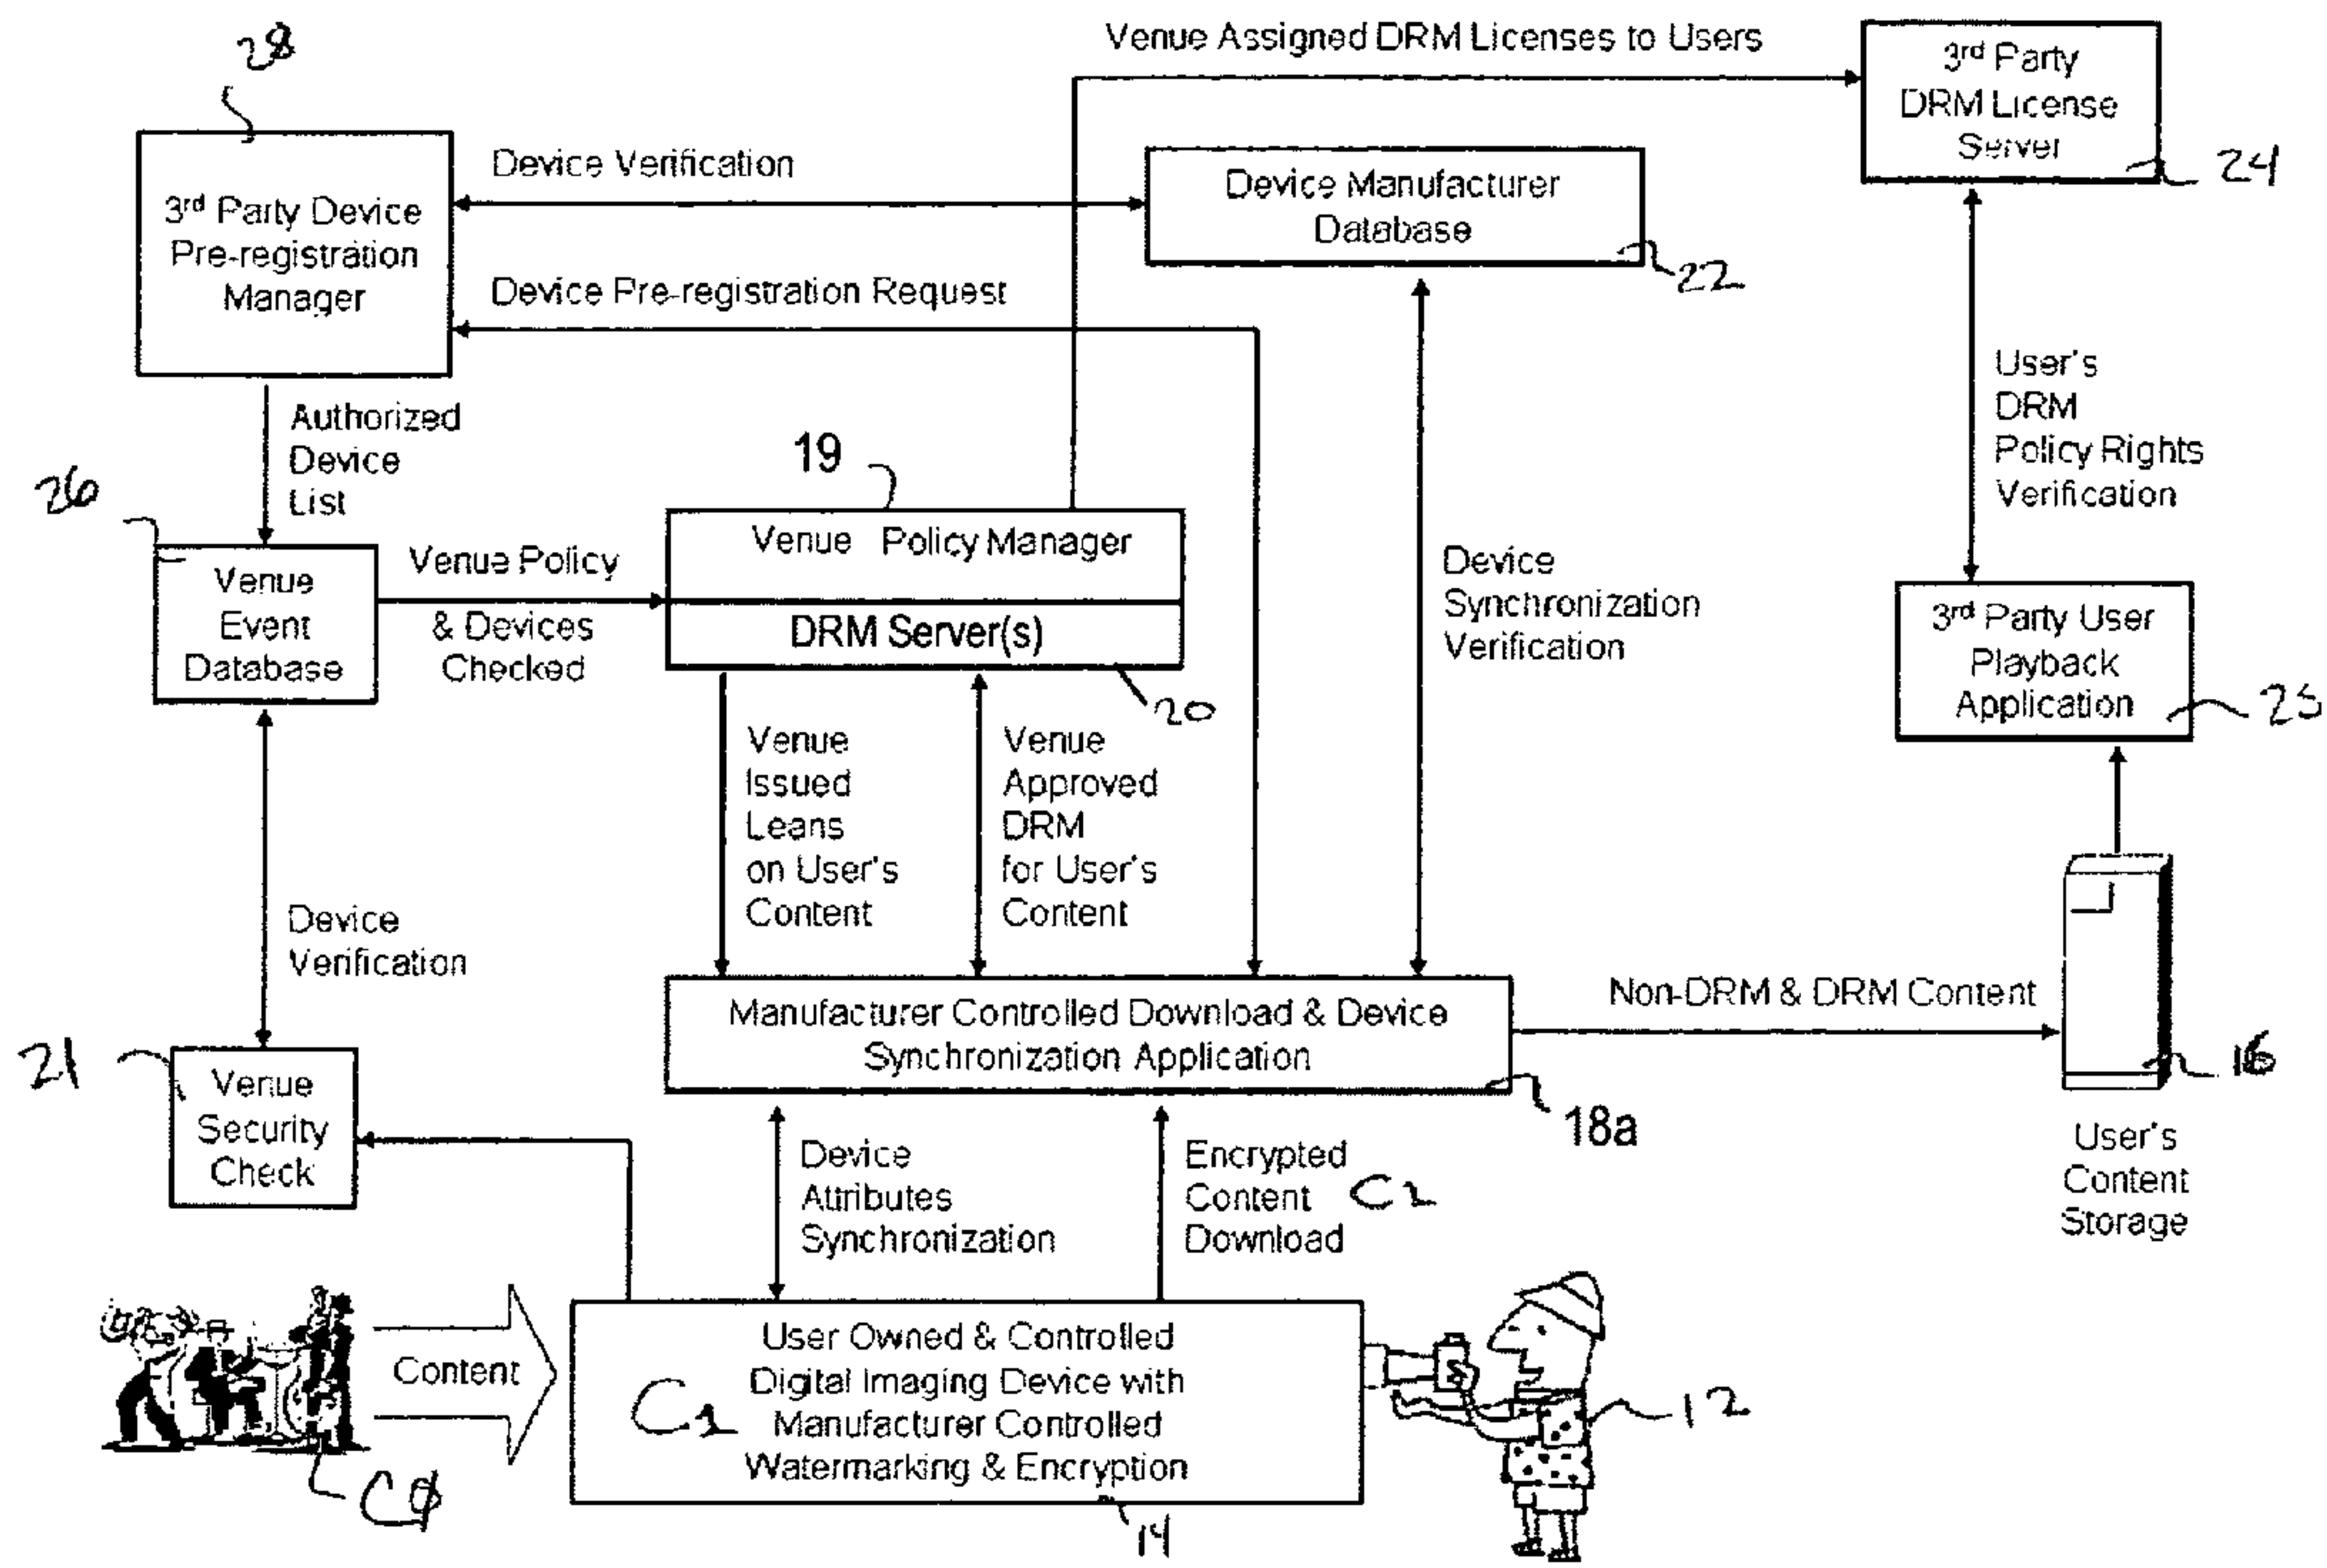 28
Venue Assigned DRM Licenses to Users
3rd Party
DRM License
Server
24
Device Verification
3rd Party Device
Pre-registration
Manager
Device Manufacturer
Database
22
Device Pre-registration Request
User's
DRM
Policy Rights
Verification
Authorized
Device
List
26
19
Venue Policy Manager
DRM Server(s)
20
Venue
Event
Database
Venue Policy
& Devices
Checked
Device
Synchronization
Verification
3rd Party User
Playback
Application
25
Venue
Issued
Leans
on User's
Content
Venue
Approved
DRM
for User's
Content
Device
Verification
Manufacturer Controlled Download & Device
Synchronization Application
18a
Non-DRM & DRM Content
16
User's
Content
Storage
21
Venue
Security
Check
Device
Attributes
Synchronization
Encrypted
Content
Download
C2
Content
C0
User Owned & Controlled
Digital Imaging Device with
Manufacturer Controlled
Watermarking & Encryption
C1
14
12